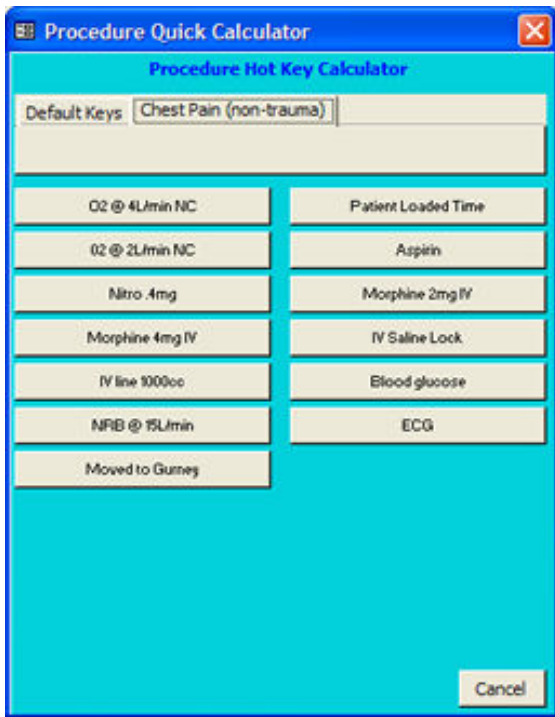 Procedure Quick Calculator
Procedure Hot Key Calculator
Default Keys Chest Pain (non-trauma)
O2 @ 4L/min NC Patient Loaded Time
02 @ 2L/min NC Aspirin
Nitro .4mg Morphine 2mg IV
Morphine 4mg IV IV Saline Lock
IV line 1000cc Blood glucose
NRB @ 15L/min ECG
Moved to Gurney
Cancel